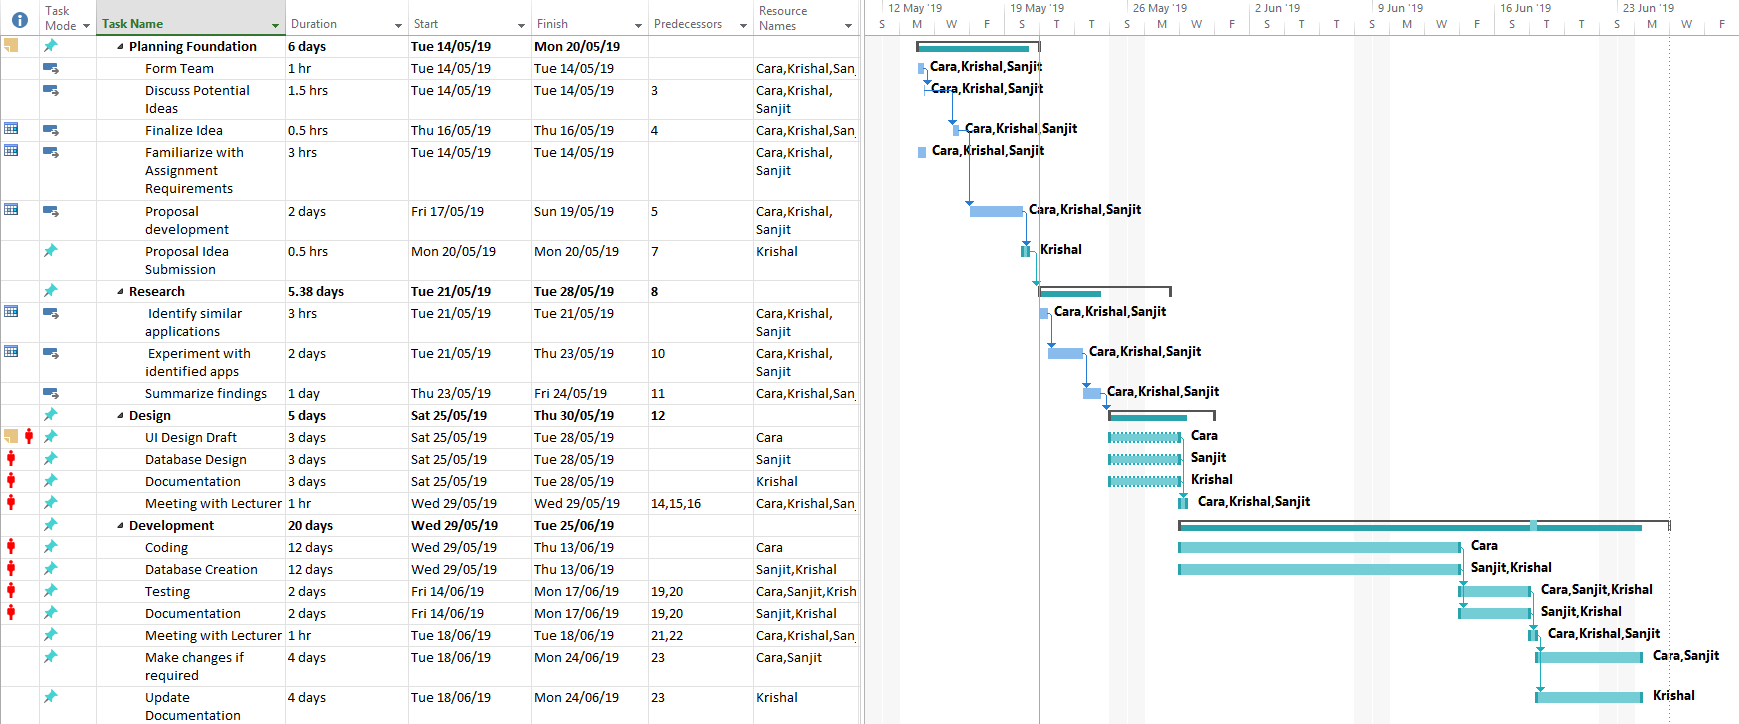 Task Mode Task Name Duration Start Finish Predecessors Resource Names
12 May '19 19 May '19 26 May '19 2 Jun '19 9 Jun '19 16 Jun '19 23 Jun '19
S M W F S T T S M W F S T T S M W F S T T S M W F
Planning Foundation 6 days Tue 14/05/19 Mon 20/05/19
Form Team 1 hr Tue 14/05/19 Tue 14/05/19 Cara,Krishal,San Cara,Krishal,Sanjit
Discuss Potential Ideas 1.5 hrs Tue 14/05/19 Tue 14/05/19 3 Cara,Krishal, Sanjit Cara,Krishal,Sanjit
Finalize Idea 0.5 hrs Thu 16/05/19 Thu 16/05/19 4 Cara,Krishal,San Cara,Krishal,Sanjit
Familiarize with Assignment Requirements 3 hrs Tue 14/05/19 Tue 14/05/19 Cara,Krishal, Sanjit Cara,Krishal,Sanjit
Proposal development 2 days Fri 17/05/19 Sun 19/05/19 5 Cara,Krishal, Sanjit Cara,Krishal,Sanjit
Proposal Idea Submission 0.5 hrs Mon 20/05/19 Mon 20/05/19 7 Krishal Krishal
Research 5.38 days Tue 21/05/19 Tue 28/05/19 8
Identify similar applications 3 hrs Tue 21/05/19 Tue 21/05/19 Cara,Krishal, Sanjit Cara,Krishal,Sanjit
Experiment with identified apps 2 days Tue 21/05/19 Thu 23/05/19 10 Cara,Krishal, Sanjit Cara,Krishal,Sanjit
Summarize findings 1 day Thu 23/05/19 Fri 24/05/19 11 Cara,Krishal,San Cara,Krishal,Sanjit
Design 5 days Sat 25/05/19 Thu 30/05/19 12
UI Design Draft 3 days Sat 25/05/19 Tue 28/05/19 Cara Cara
Database Design 3 days Sat 25/05/19 Tue 28/05/19 Sanjit Sanjit
Documentation 3 days Sat 25/05/19 Tue 28/05/19 Krishal Krishal
Meeting with Lecturer 1 hr Wed 29/05/19 Wed 29/05/19 14,15,16 Cara,Krishal,San Cara,Krishal,Sanjit
Development 20 days Wed 29/05/19 Tue 25/06/19
Coding 12 days Wed 29/05/19 Thu 13/06/19 Cara Cara
Database Creation 12 days Wed 29/05/19 Thu 13/06/19 Sanjit,Krishal Sanjit,Krishal
Testing 2 days Fri 14/06/19 Mon 17/06/19 19,20 Cara,Sanjit,Krish Cara,Sanjit,Krishal
Documentation 2 days Fri 14/06/19 Mon 17/06/19 19,20 Sanjit,Krishal Sanjit,Krishal
Meeting with Lecturer 1 hr Tue 18/06/19 Tue 18/06/19 21,22 Cara,Krishal,San Cara,Krishal,Sanjit
Make changes if required 4 days Tue 18/06/19 Mon 24/06/19 23 Cara,Sanjit Cara,Sanjit
Update Documentation 4 days Tue 18/06/19 Mon 24/06/19 23 Krishal Krishal